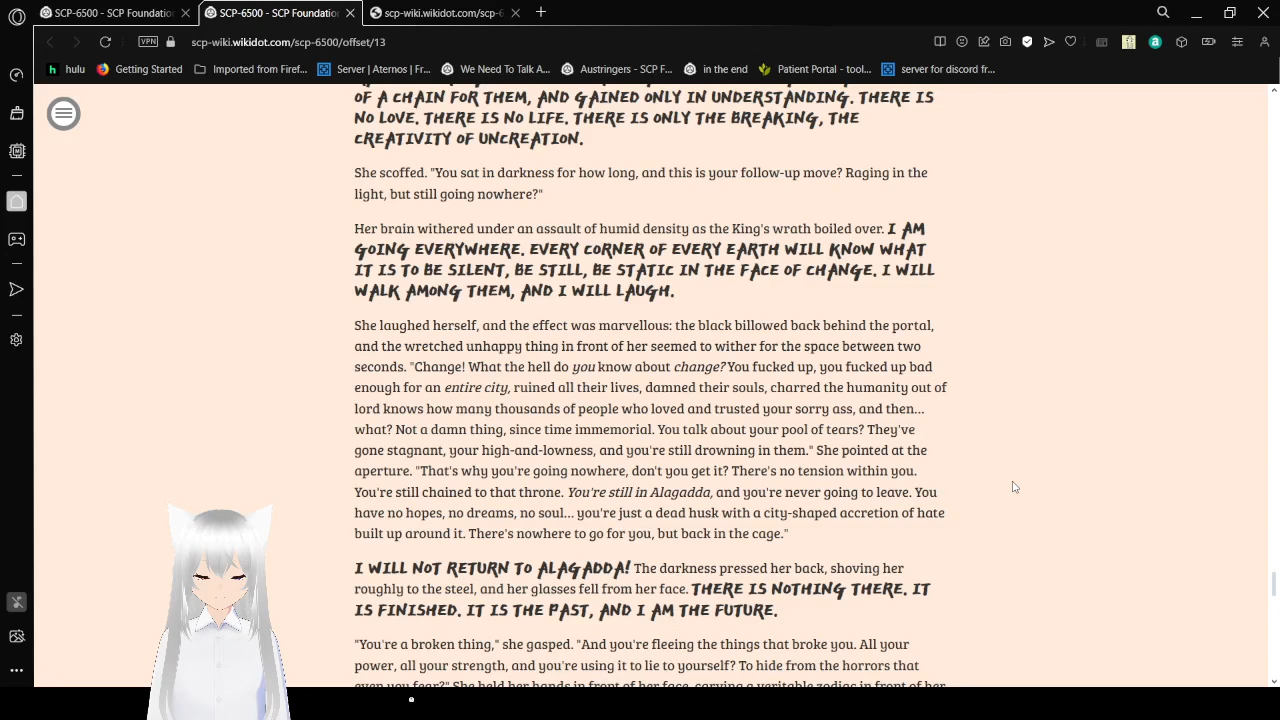 SCP-6500 - SCP Foundation
SCP-6500 - SCP Foundation
scp-wiki.wikidot.com/scp-6
VPN
scp-wiki.wikidot.com/scp-6500/offset/13
hulu
Getting Started
Imported from Firef...
Server | Aternos | Fr...
We Need To Talk A...
Austringers - SCP F...
in the end
Patient Portal - tool...
server for discord fr...
OF A CHAIN FOR THEM, AND GAINED ONLY IN UNDERSTANDING. THERE IS
NO LOVE. THERE IS NO LIFE. THERE IS ONLY THE BREAKING, THE
CREATIVITY OF UNCREATION.
She scoffed. "You sat in darkness for how long, and this is your follow-up move? Raging in the
light, but still going nowhere?"
Her brain withered under an assault of humid density as the King's wrath boiled over. I AM
GOING EVERYWHERE. EVERY CORNER OF EVERY EARTH WILL KNOW WHAT
IT IS TO BE SILENT, BE STILL, BE STATIC IN THE FACE OF CHANGE. I WILL
WALK AMONG THEM, AND I WILL LAUGH.
She laughed herself, and the effect was marvellous: the black billowed back behind the portal,
and the wretched unhappy thing in front of her seemed to wither for the space between two
seconds. "Change! What the hell do you know about change? You fucked up, you fucked up bad
enough for an entire city, ruined all their lives, damned their souls, charred the humanity out of
lord knows how many thousands of people who loved and trusted your sorry ass, and then...
what? Not a damn thing, since time immemorial. You talk about your pool of tears? They've
gone stagnant, your high-and-lowness, and you're still drowning in them." She pointed at the
aperture. "That's why you're going nowhere, don't you get it? There's no tension within you.
You're still chained to that throne. You're still in Alagadda, and you're never going to leave. You
have no hopes, no dreams, no soul... you're just a dead husk with a city-shaped accretion of hate
built up around it. There's nowhere to go for you, but back in the cage."
I WILL NOT RETURN TO ALAGADDA! The darkness pressed her back, shoving her
roughly to the steel, and her glasses fell from her face. THERE IS NOTHING THERE. IT
IS FINISHED. IT IS THE PAST, AND I AM THE FUTURE.
"You're a broken thing," she gasped. "And you're fleeing the things that broke you. All your
power, all your strength, and you're using it to lie to yourself? To hide from the horrors that
even you fear?" She held her hands in front of her face, carving a veritable zodiac in front of her